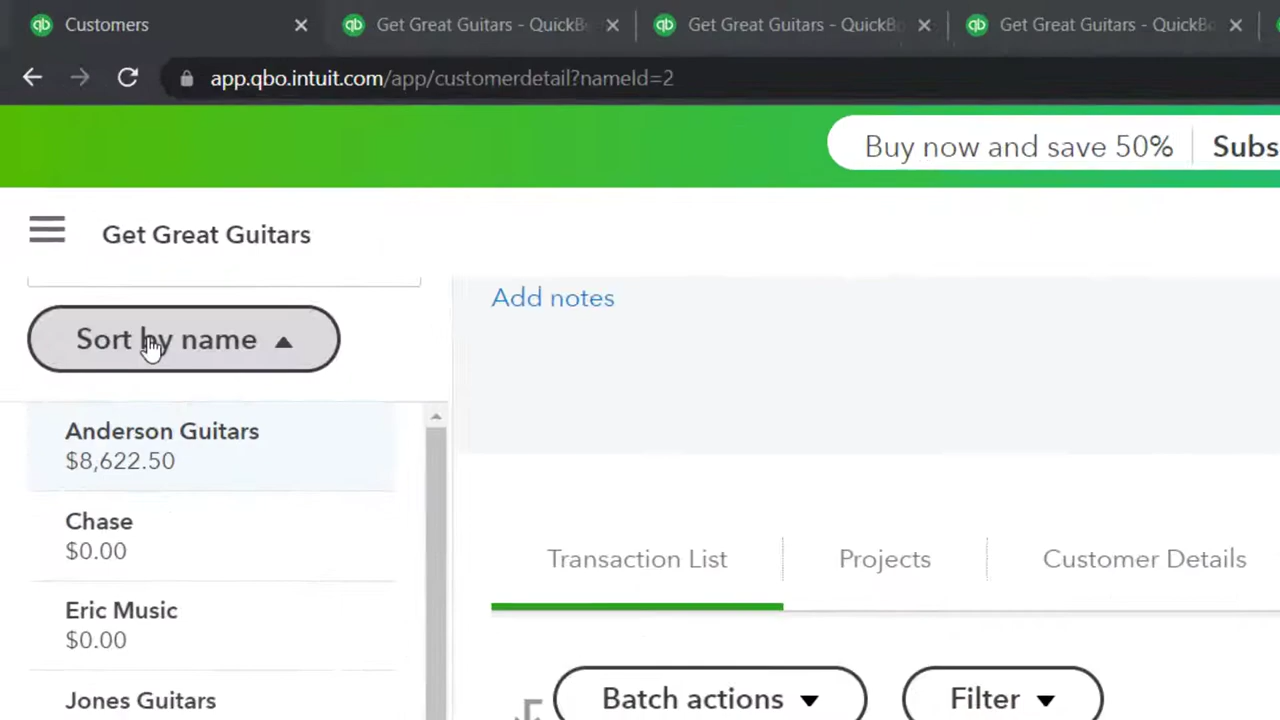 Customers
Get Great Guitars - QuickB
Get Great Guitars - QuickBo
Get Great Guitars - QuickBo
app.qbo.intuit.com/app/customerdetail?nameId=2
Buy now and save 50%
Subs
Get Great Guitars
Add notes
Sort by name
Anderson Guitars
$8,622.50
Chase
$0.00
Eric Music
$0.00
Jones Guitars
Transaction List
Projects
Customer Details
Batch actions
Filter